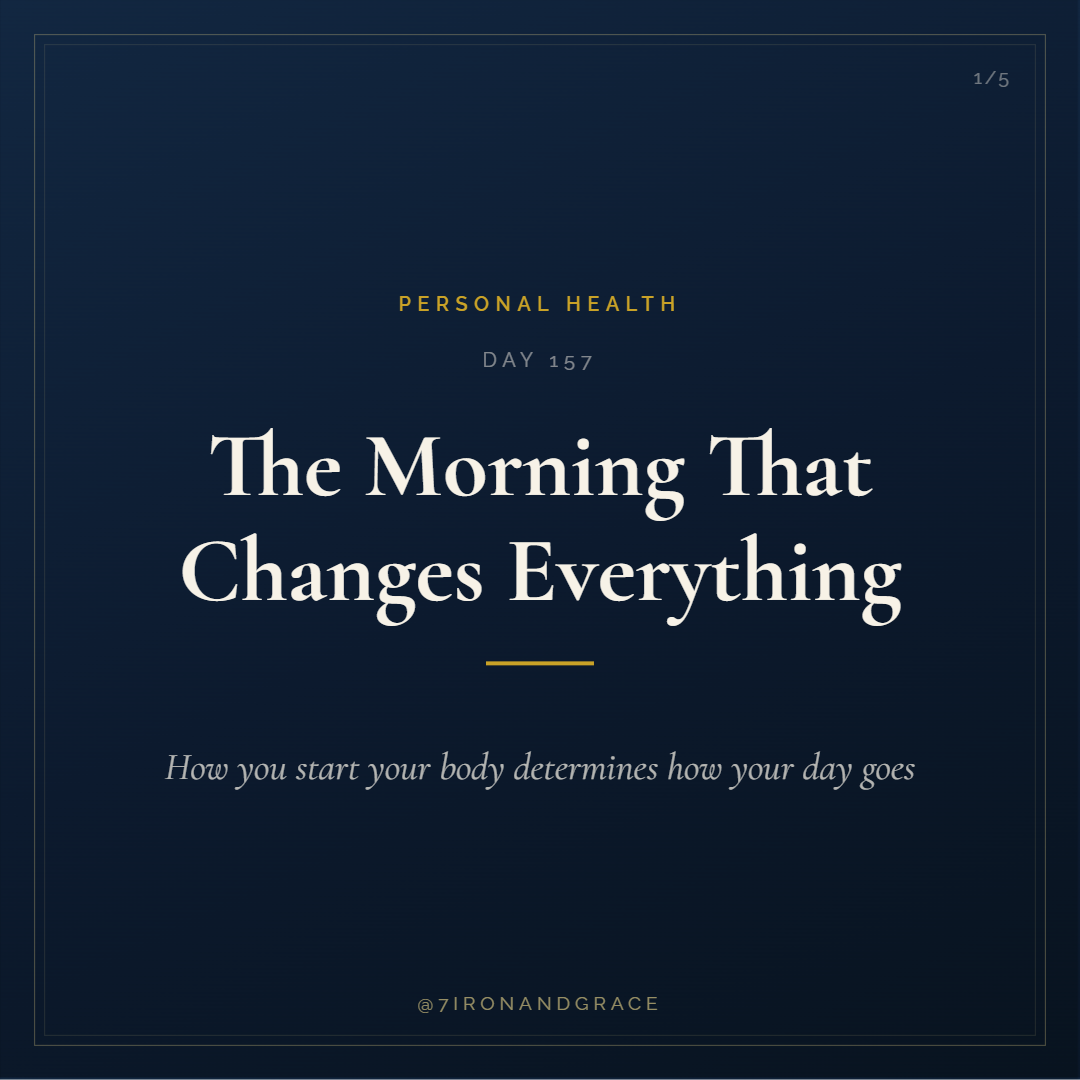 1/5
PERSONAL HEALTH
DAY 157
The Morning That
Changes Everything
How you start your body determines how your day goes
@7IRONANDGRACE